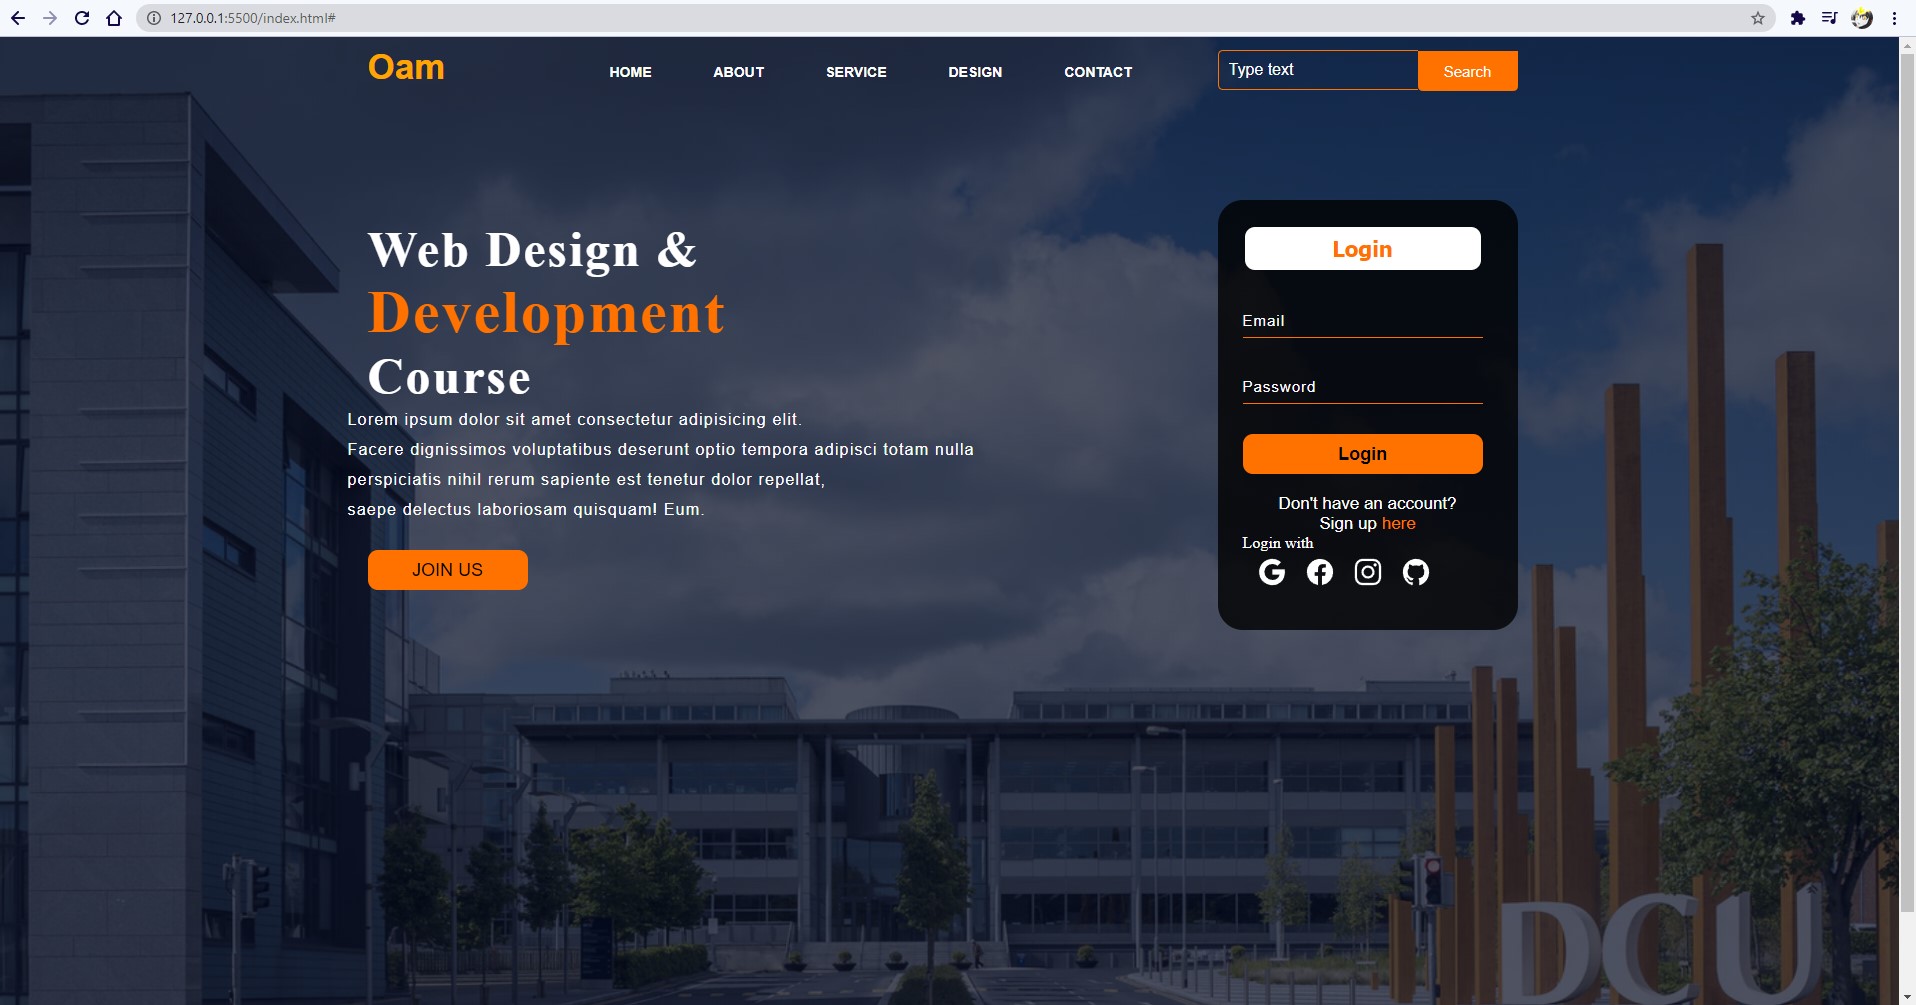 127.0.0.1:5500/index.html#
Oam
HOME ABOUT SERVICE DESIGN CONTACT
Type text
Search
Web Design &
Development
Course
Lorem ipsum dolor sit amet consectetur adipisicing elit.
Facere dignissimos voluptatibus deserunt optio tempora adipisci totam nulla
perspiciatis nihil rerum sapiente est tenetur dolor repellat,
saepe delectus laboriosam quisquam! Eum.
JOIN US
Login
Email
Password
Login
Don't have an account?
Sign up here
Login with
DCU